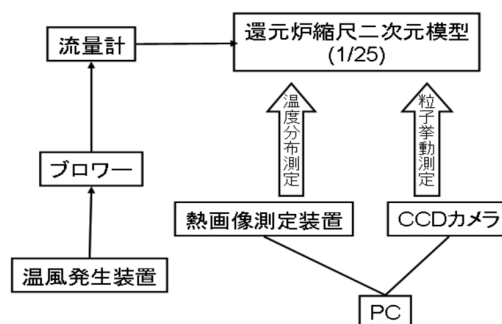 流量計
還元炉縮尺二次元模型
(1/25)
温度分布測定
粒子挙動測定
ブロワー
熱画像測定装置
CCDカメラ
温風発生装置
PC